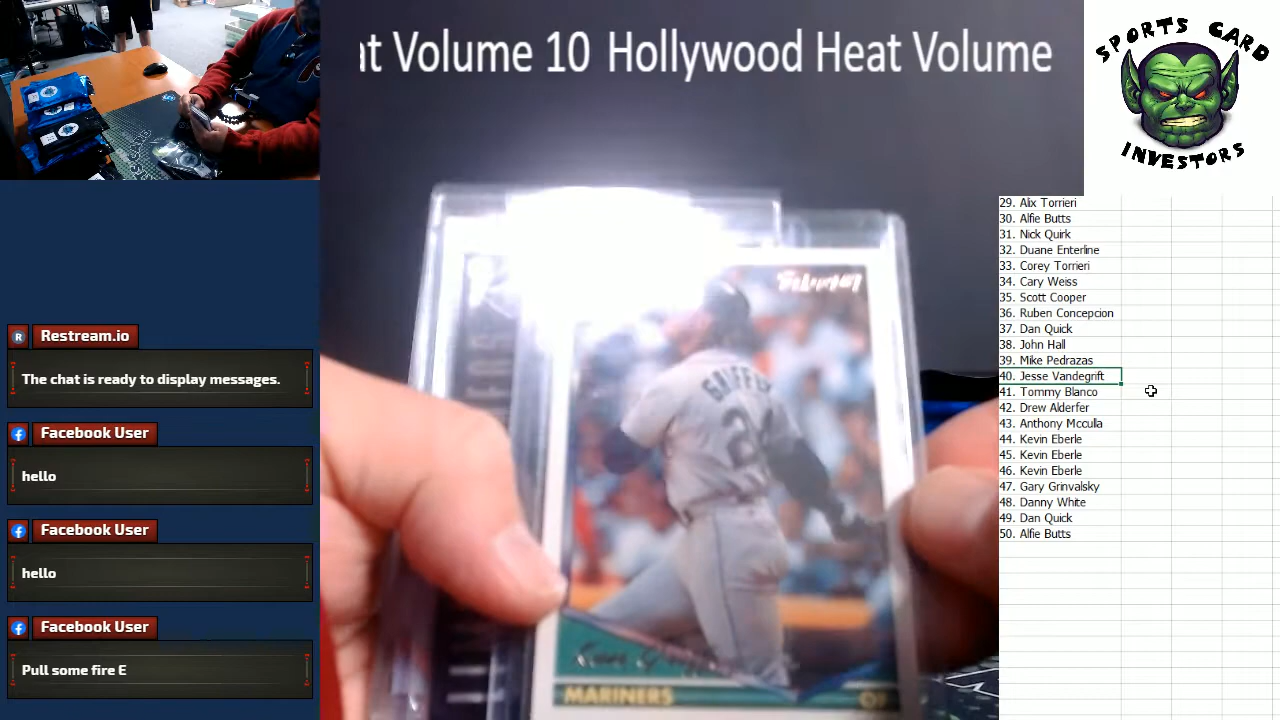 at Volume 10 Hollywood Heat Volume
SPORTS CARD
INVESTORS
29. Alix Torrieri
30. Alfie Butts
31. Nick Quirk
32. Duane Enterline
33. Corey Torrieri
34. Cary Weiss
35. Scott Cooper
36. Ruben Concepcion
37. Dan Quick
38. John Hall
39. Mike Pedrazas
40. Jesse Vandegrift
41. Tommy Blanco
42. Drew Alderfer
43. Anthony Mcculla
44. Kevin Eberle
45. Kevin Eberle
46. Kevin Eberle
47. Gary Grinvalsky
48. Danny White
49. Dan Quick
50. Alfie Butts
Restream.io
The chat is ready to display messages.
Facebook User
hello
Facebook User
hello
Facebook User
Pull some fire E
GRIFFEY
24
MARINERS OF